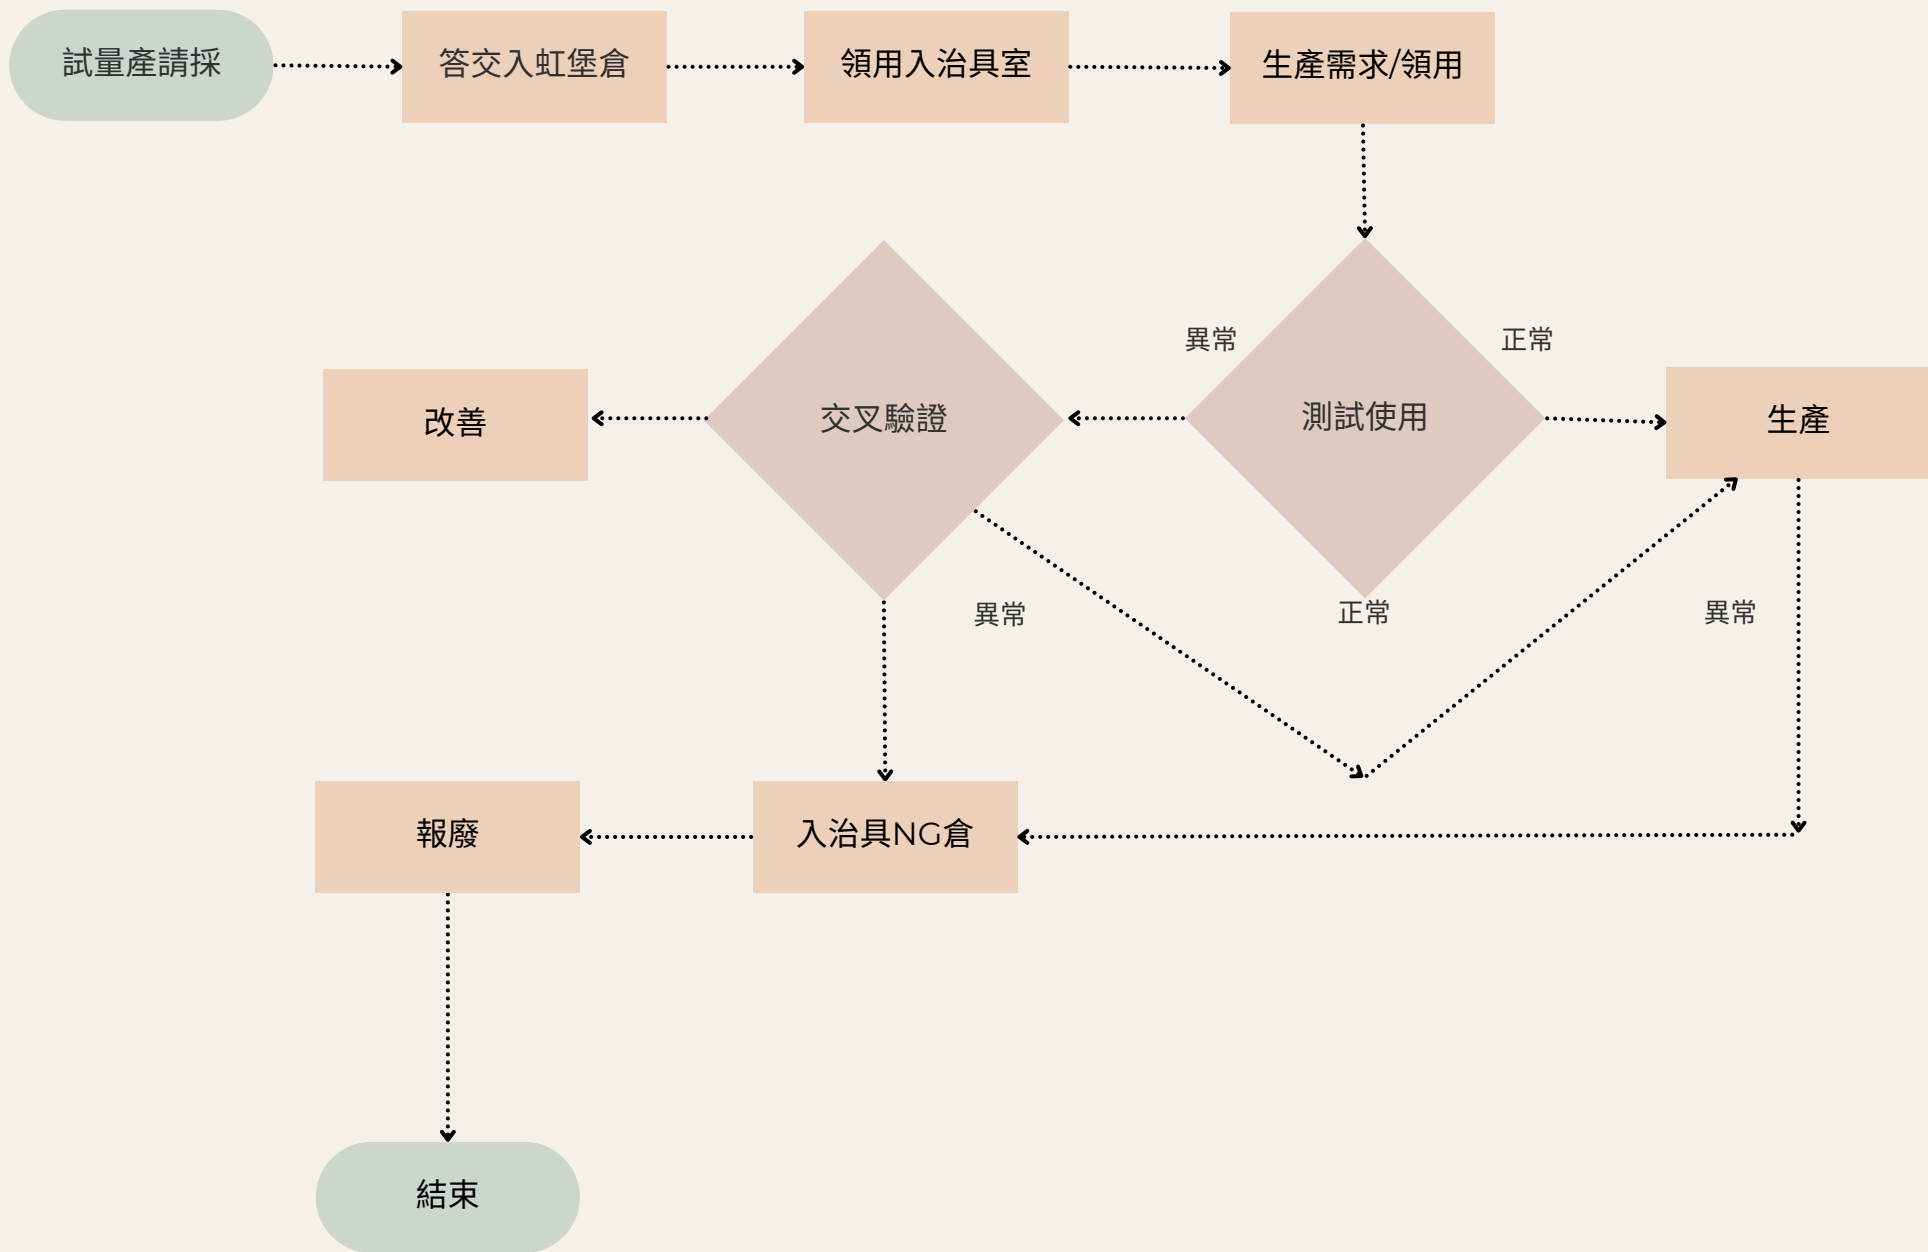 試量產請採
答交入虹堡倉
領用入治具室
生產需求/領用
異常
正常
改善
交叉驗證
測試使用
生產
異常
正常
異常
報廢
入治具NG倉
結束